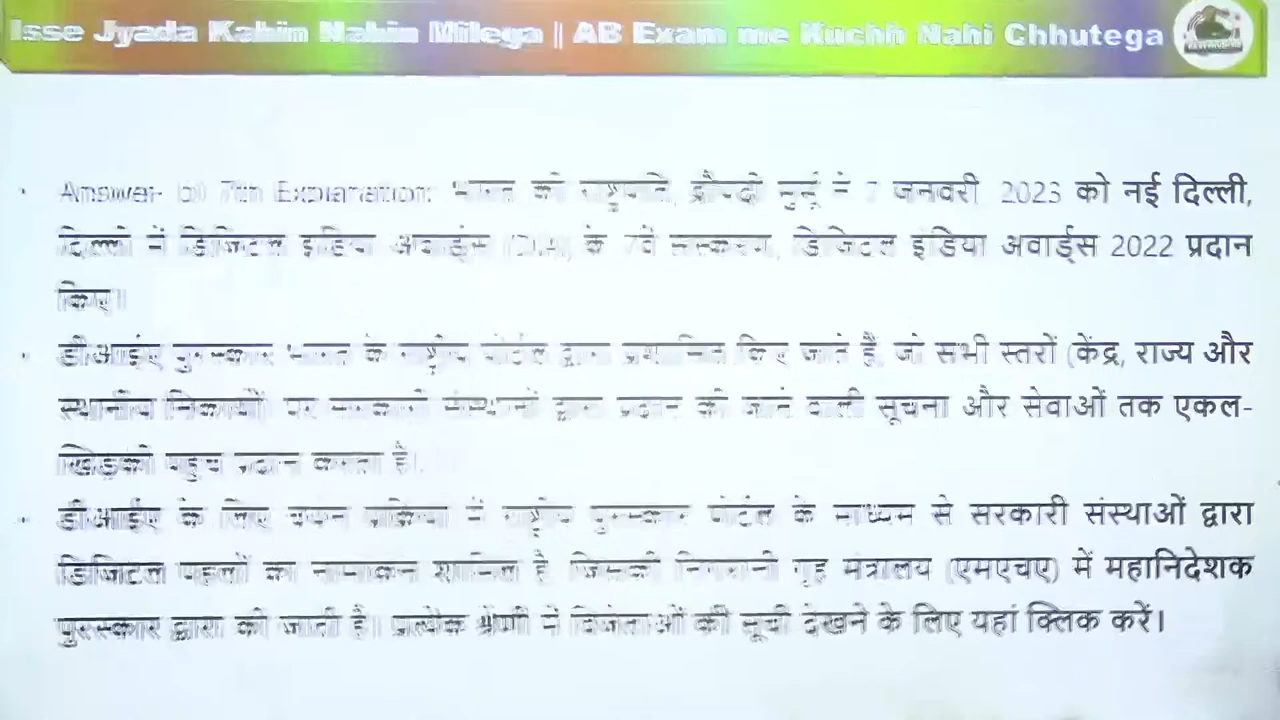 Isse Jyada Kahin Nahin Milega || AB Exam me Kuchh Nahi Chhutega
Answer- b) 7th Explanation: भारत की राष्ट्रपति, द्रौपदी मुर्मू ने 7 जनवरी 2023 को नई दिल्ली,
दिल्ली में डिजिटल इंडिया अवार्ड्स (DIA) के 7वें संस्करण, डिजिटल इंडिया अवार्ड्स 2022 प्रदान
किए।
डीआईए पुरस्कार भारत के राष्ट्रीय पोर्टल द्वारा प्रशासित किए जाते हैं, जो सभी स्तरों (केंद्र, राज्य और
स्थानीय निकायों) पर सरकारी संस्थानों द्वारा प्रदान की जाने वाली सूचना और सेवाओं तक एकल-
खिड़की पहुंच प्रदान करता है।
डीआईए के लिए चयन प्रक्रिया में राष्ट्रीय पुरस्कार पोर्टल के माध्यम से सरकारी संस्थाओं द्वारा
डिजिटल पहलों का नामांकन शामिल है, जिसकी निगरानी गृह मंत्रालय (एमएचए) में महानिदेशक
पुरस्कार द्वारा की जाती है। प्रत्येक श्रेणी में विजेताओं की सूची देखने के लिए यहां क्लिक करें।